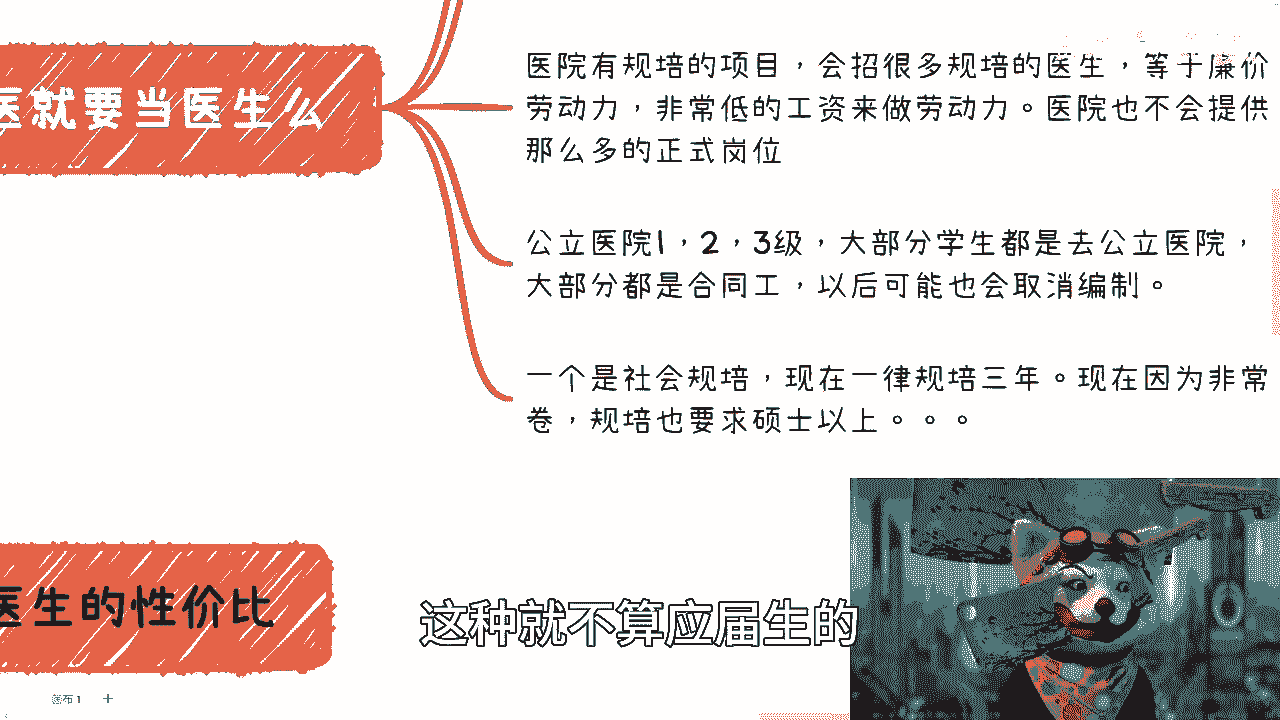 医院有规培的项目，会招很多规培的医生，等于廉价
劳动力，非常低的工资来做劳动力。医院也不会提供
那么多的正式岗位
医就要当医生么
公立医院1，2，3级，大部分学生都是去公立医院，
大部分都是合同工，以后可能也会取消编制。
一个是社会规培，现在一律规培三年。现在因为非常
卷，规培也要求硕士以上。。。
医生的性价比
这种就不算应届生的
画布 1